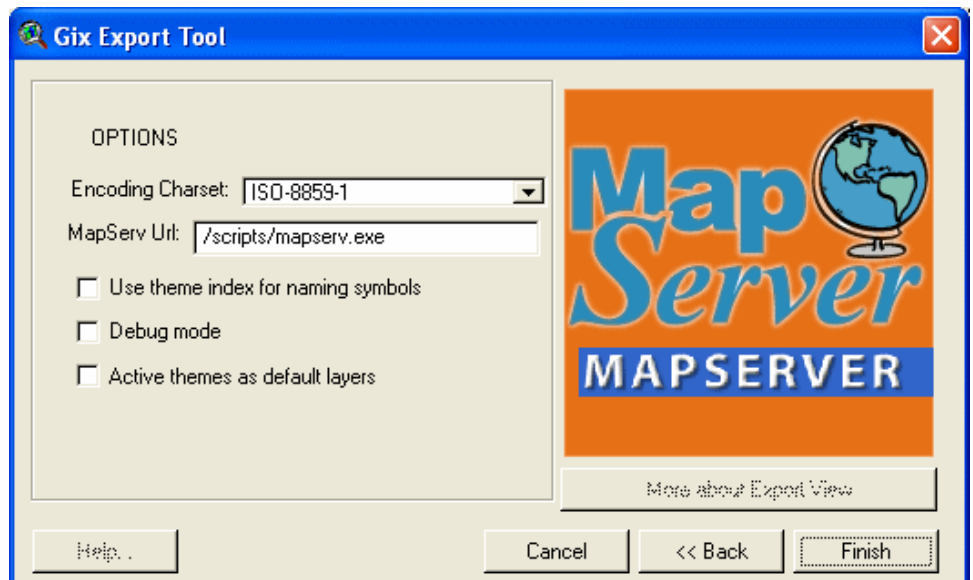 Gix Export Tool
OPTIONS
Encoding Charset: ISO-8859-1
MapServ Url: /scripts/mapserv.exe
Use theme index for naming symbols
Debug mode
Active themes as default layers
Map
Server
MAPSERVER
More about Export View
Help...
Cancel
<< Back
Finish